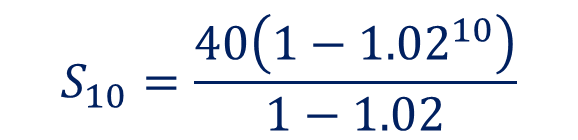 S₁₀ = 40(1 − 1.02¹⁰) / 1 − 1.02